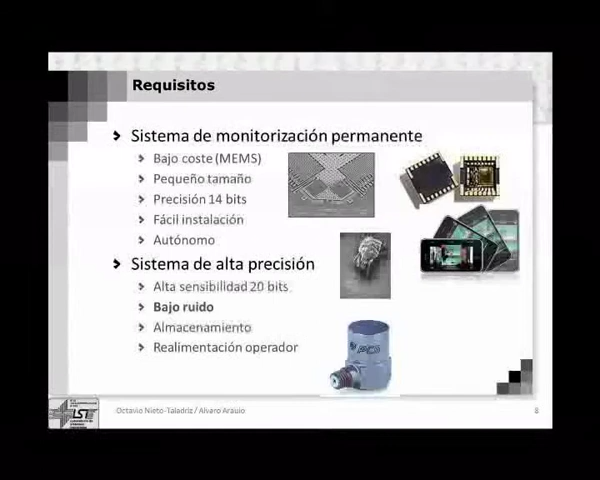 Requisitos
Sistema de monitorización permanente
Bajo coste (MEMS)
Pequeño tamaño
Precisión 14 bits
Fácil instalación
Autónomo
Sistema de alta precisión
Alta sensibilidad 20 bits
Bajo ruido
Almacenamiento
Realimentación operador
Octavio Nieto-Taladriz / Alvaro Araujo
8
LSI